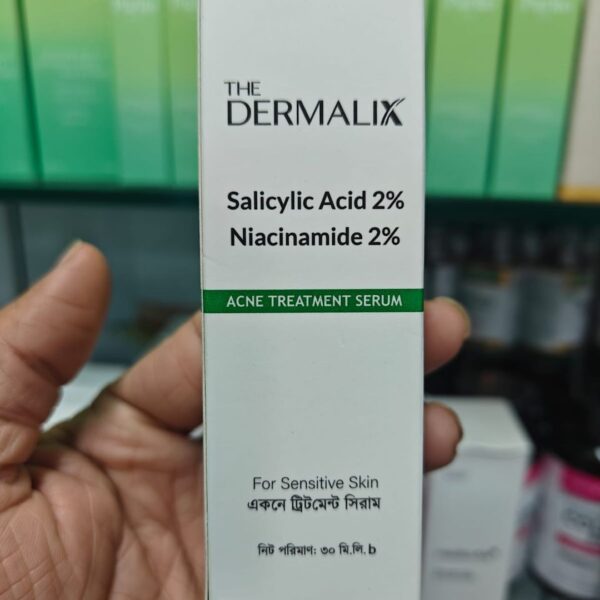 THE
DERMALIX
Salicylic Acid 2%
Niacinamide 2%
ACNE TREATMENT SERUM
For Sensitive Skin
একনে ট্রিটমেন্ট সিরাম
নিট পরিমাণ: ৩০ মি.লি. b